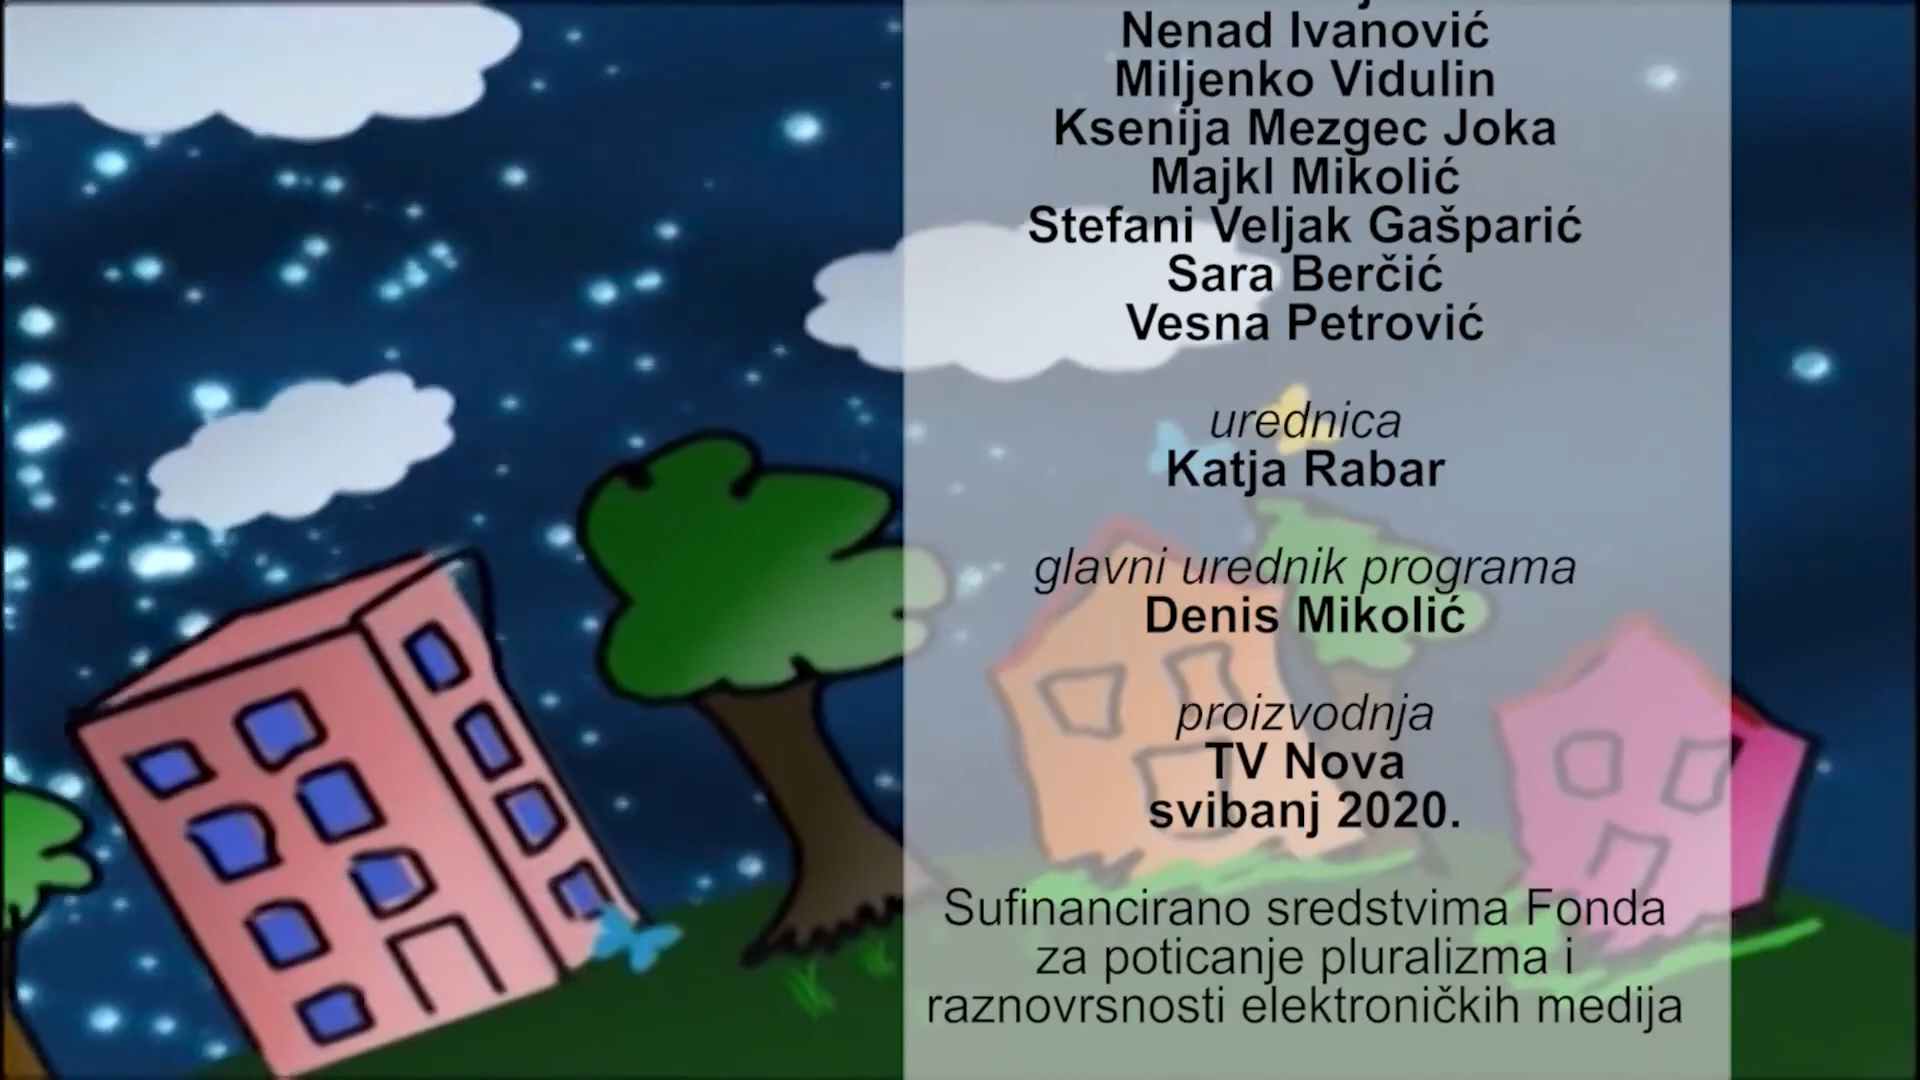 Nenad Ivanović
Miljenko Vidulin
Ksenija Mezgec Joka
Majkl Mikolić
Stefani Veljak Gašparić
Sara Berčić
Vesna Petrović
urednica
Katja Rabar
glavni urednik programa
Denis Mikolić
proizvodnja
TV Nova
svibanj 2020.
Sufinancirano sredstvima Fonda
za poticanje pluralizma i
raznovrsnosti elektroničkih medija